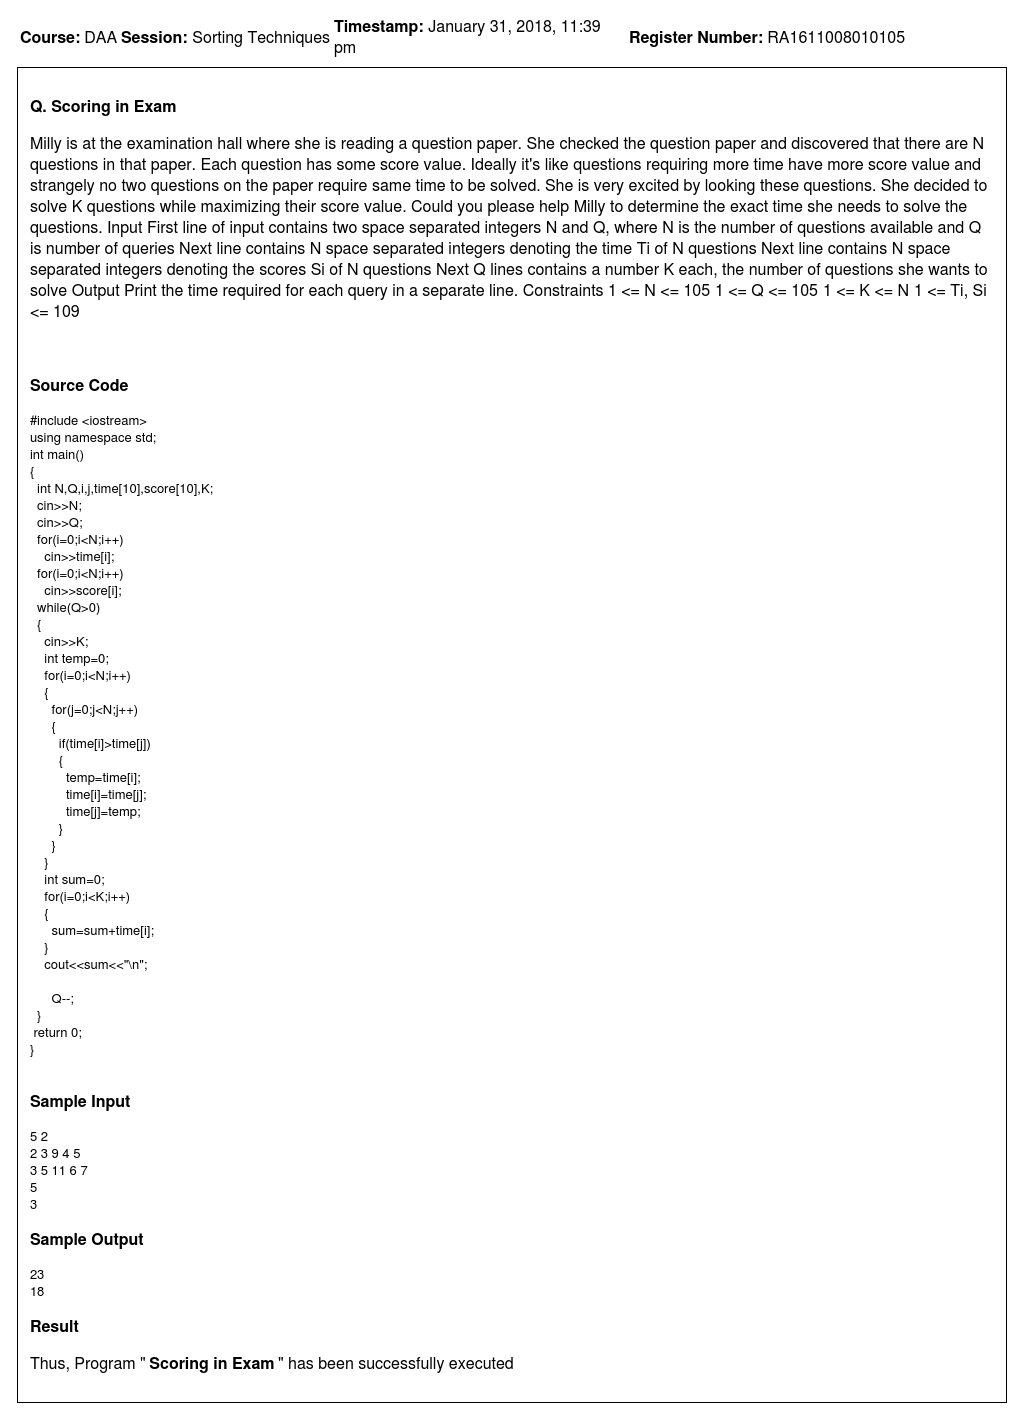 Course: DAA Session: Sorting Techniques Timestamp: January 31, 2018, 11:39 pm Register Number: RA1611008010105
Q. Scoring in Exam
Milly is at the examination hall where she is reading a question paper. She checked the question paper and discovered that there are N
questions in that paper. Each question has some score value. Ideally it's like questions requiring more time have more score value and
strangely no two questions on the paper require same time to be solved. She is very excited by looking these questions. She decided to
solve K questions while maximizing their score value. Could you please help Milly to determine the exact time she needs to solve the
questions. Input First line of input contains two space separated integers N and Q, where N is the number of questions available and Q
is number of queries Next line contains N space separated integers denoting the time Ti of N questions Next line contains N space
separated integers denoting the scores Si of N questions Next Q lines contains a number K each, the number of questions she wants to
solve Output Print the time required for each query in a separate line. Constraints 1 <= N <= 105 1 <= Q <= 105 1 <= K <= N 1 <= Ti, Si
<= 109
Source Code
#include <iostream>
using namespace std;
int main()
{
int N,Q,i,j,time[10],score[10],K;
cin>>N;
cin>>Q;
for(i=0;i<N;i++)
cin>>time[i];
for(i=0;i<N;i++)
cin>>score[i];
while(Q>0)
{
cin>>K;
int temp=0;
for(i=0;i<N;i++)
{
for(j=0;j<N;j++)
{
if(time[i]>time[j])
{
temp=time[i];
time[i]=time[j];
time[j]=temp;
}
}
}
int sum=0;
for(i=0;i<K;i++)
{
sum=sum+time[i];
}
cout<<sum<<"\n";
Q--;
}
return 0;
}
Sample Input
5 2
2 3 9 4 5
3 5 11 6 7
5
3
Sample Output
23
18
Result
Thus, Program " Scoring in Exam " has been successfully executed